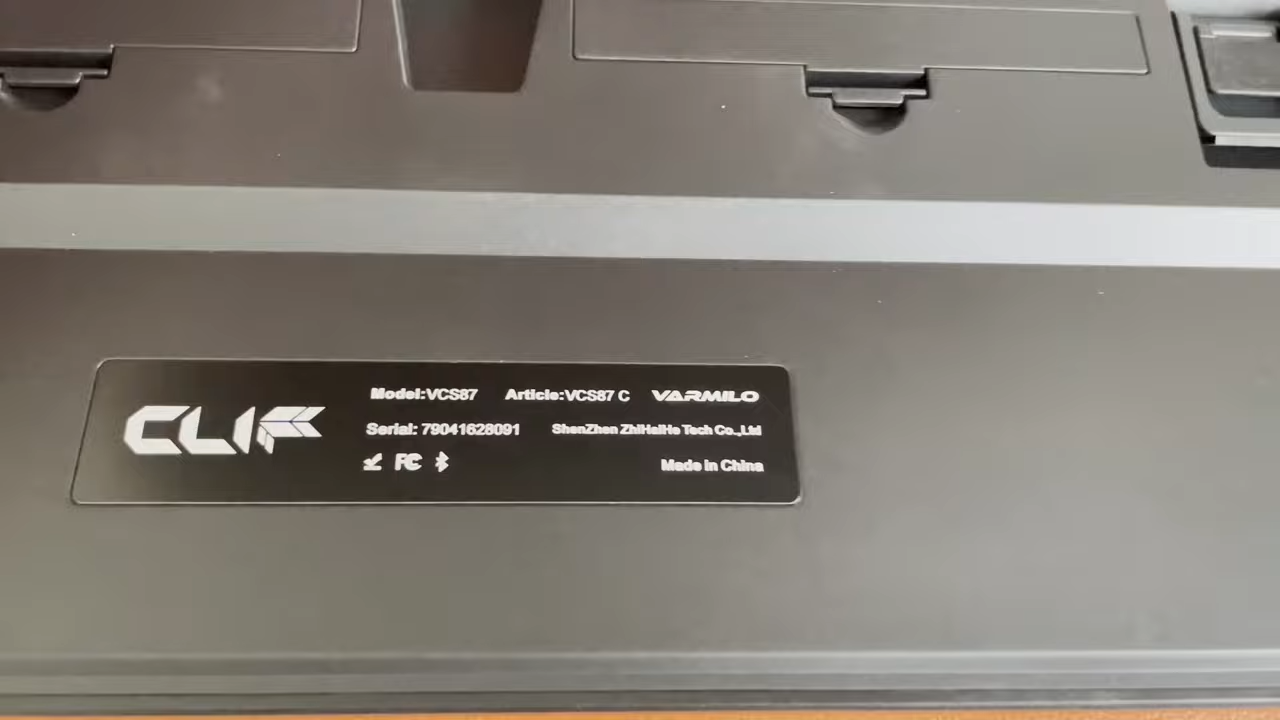 CLIF
Model:VCS87 Article:VCS87 C VARMILO
Serial: 79041628091 ShenZhen ZhiHaiHe Tech Co.,Ltd
FC Made in China